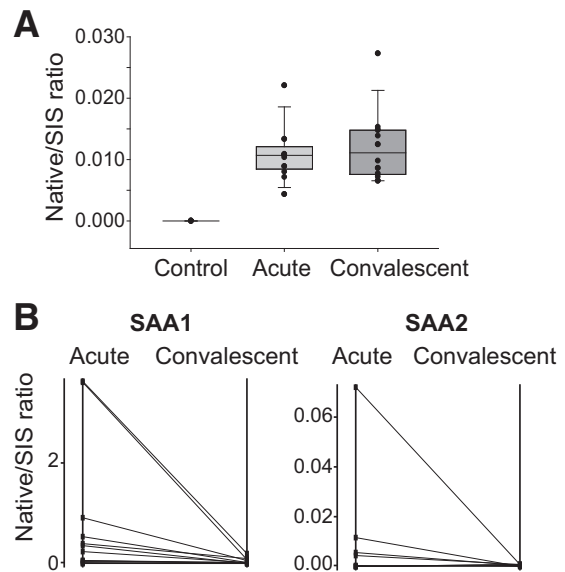 A
Native/SIS ratio
0.030
0.020
0.010
0.000
Control Acute Convalescent
B
SAA1 SAA2
Acute Convalescent Acute Convalescent
Native/SIS ratio
2
0
0.06
0.04
0.02
0.00